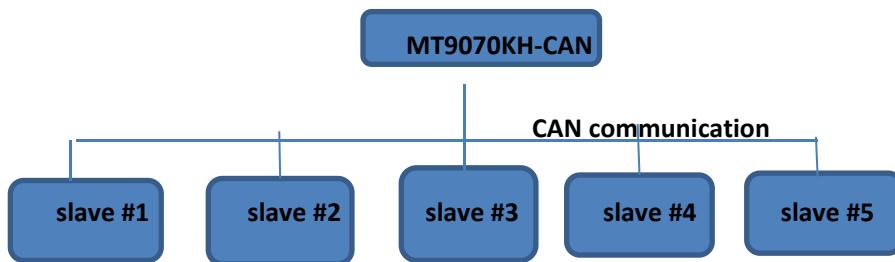 MT9070KH-CAN
CAN communication
slave #1
slave #2
slave #3
slave #4
slave #5